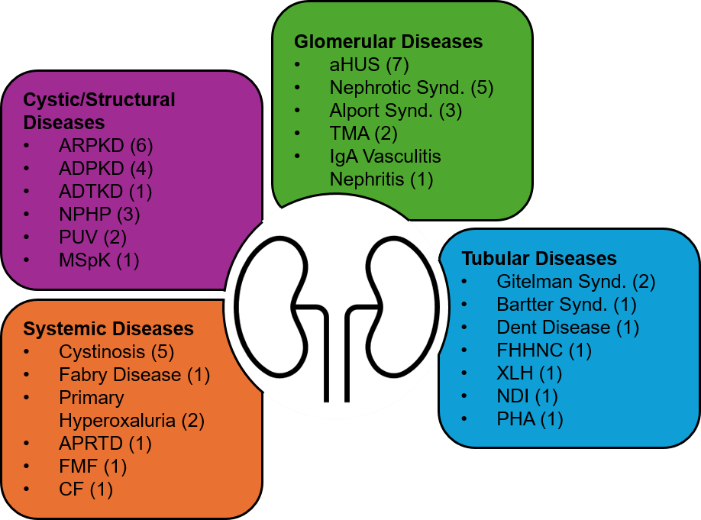 Glomerular Diseases
• aHUS (7)
• Nephrotic Synd. (5)
• Alport Synd. (3)
• TMA (2)
• IgA Vasculitis
Nephritis (1)
Cystic/Structural
Diseases
• ARPKD (6)
• ADPKD (4)
• ADTKD (1)
• NPHP (3)
• PUV (2)
• MSpK (1)
Tubular Diseases
• Gitelman Synd. (2)
• Bartter Synd. (1)
• Dent Disease (1)
• FHHNC (1)
• XLH (1)
• NDI (1)
• PHA (1)
Systemic Diseases
• Cystinosis (5)
• Fabry Disease (1)
• Primary
Hyperoxaluria (2)
• APRTD (1)
• FMF (1)
• CF (1)